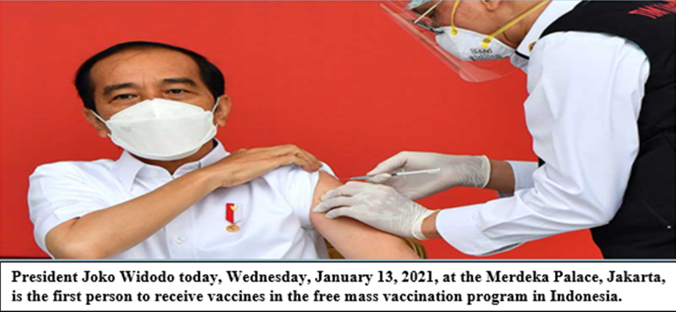 President Joko Widodo today, Wednesday, January 13, 2021, at the Merdeka Palace, Jakarta,
is the first person to receive vaccines in the free mass vaccination program in Indonesia.